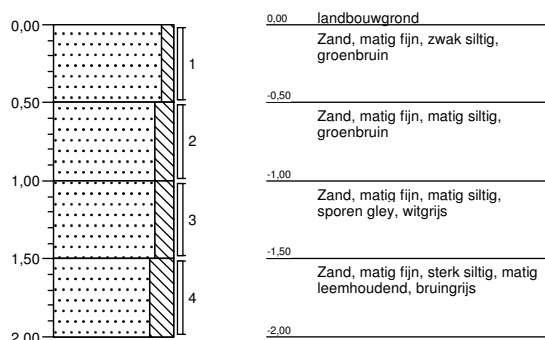 0,00
0,50
1,00
1,50
2,00
1
2
3
4
0,00 landbouwgrond
Zand, matig fijn, zwak siltig,
groenbruin
-0,50
Zand, matig fijn, matig siltig,
groenbruin
-1,00
Zand, matig fijn, matig siltig,
sporen gley, witgrijs
-1,50
Zand, matig fijn, sterk siltig, matig
leemhoudend, bruingrijs
-2,00